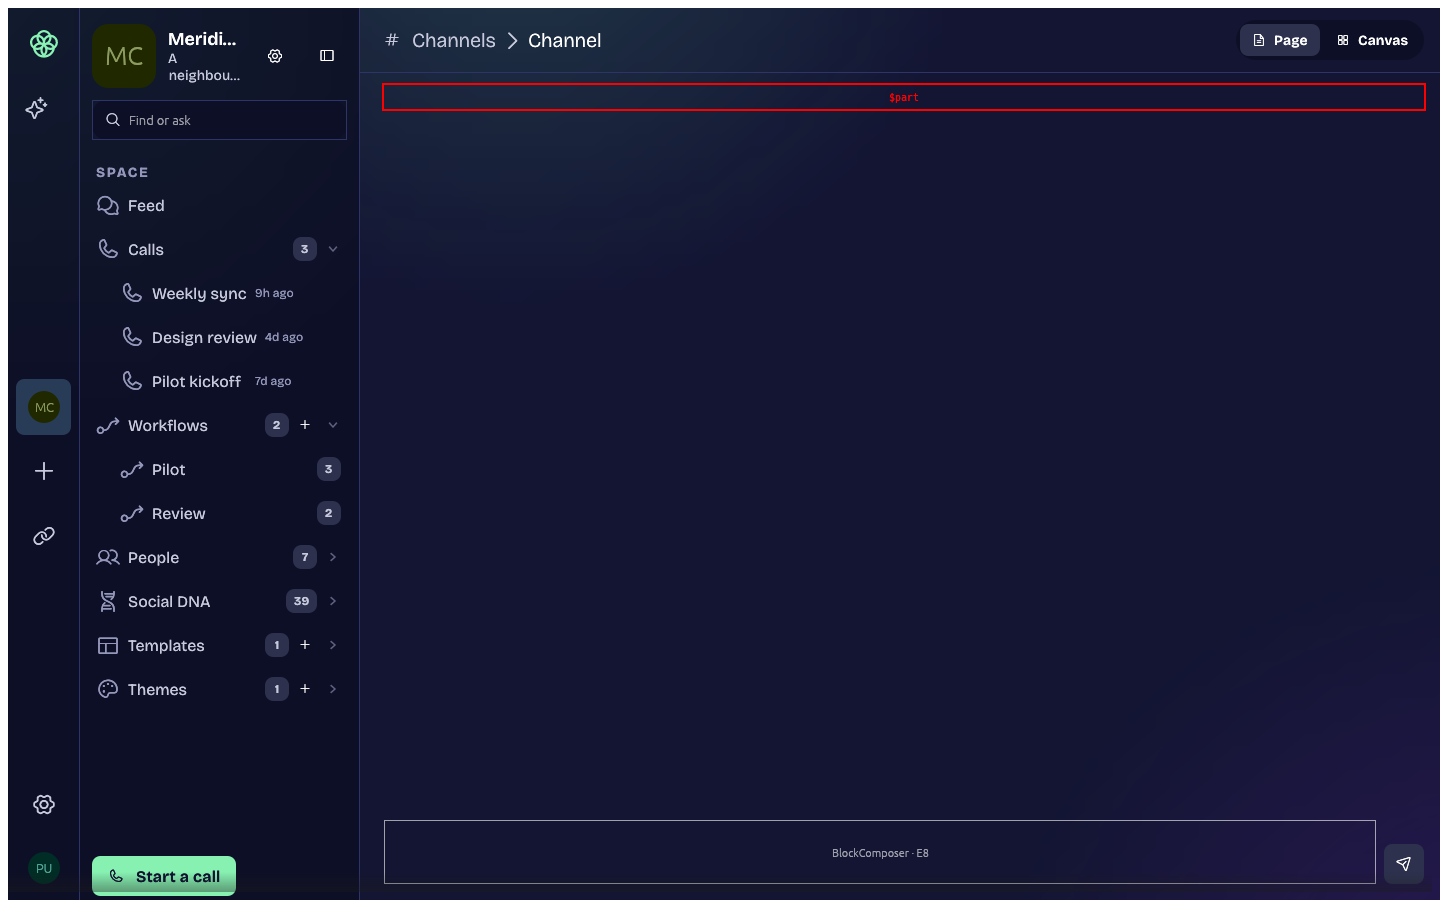 MC
Meridi...
A
neighbou...
Find or ask
SPACE
Feed
Calls 3
Weekly sync 9h ago
Design review 4d ago
Pilot kickoff 7d ago
MC
Workflows 2 +
Pilot 3
Review 2
People 7
Social DNA 39
Templates 1 +
Themes 1 +
PU
Start a call
# Channels > Channel
Page
Canvas
$part
BlockComposer · E8